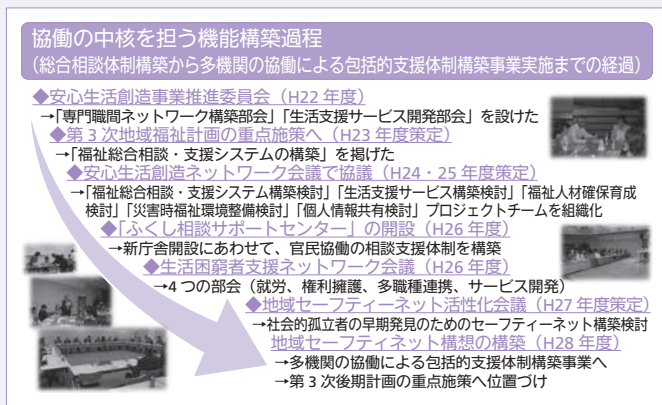 協働の中核を担う機能構築過程
（総合相談体制構築から多機関の協働による包括的支援体制構築事業実施までの経過）
◆安心生活創造事業推進委員会（H22 年度）
→「専門職間ネットワーク構築部会」「生活支援サービス開発部会」を設けた
◆第 3 次地域福祉計画の重点施策へ（H23 年度策定）
→「福祉総合相談・支援システムの構築」を掲げた
◆安心生活創造ネットワーク会議で協議（H24・25 年度策定）
→「福祉総合相談・支援システム構築検討」「生活支援サービス構築検討」「福祉人材確保育成
検討」「災害時福祉環境整備検討」「個人情報共有検討」プロジェクトチームを組織化
◆「ふくし相談サポートセンター」の開設（H26 年度）
→新庁舎開設にあわせて、官民協働の相談支援体制を構築
◆生活困窮者支援ネットワーク会議（H26 年度）
→4 つの部会（就労、権利擁護、多職種連携、サービス開発）
◆地域セーフティーネット活性化会議（H27 年度策定）
→社会的孤立者の早期発見のためのセーフティーネット構築検討
地域セーフティネット構想の構築（H28 年度）
→多機関の協働による包括的支援体制構築事業へ
→第 3 次後期計画の重点施策へ位置づけ